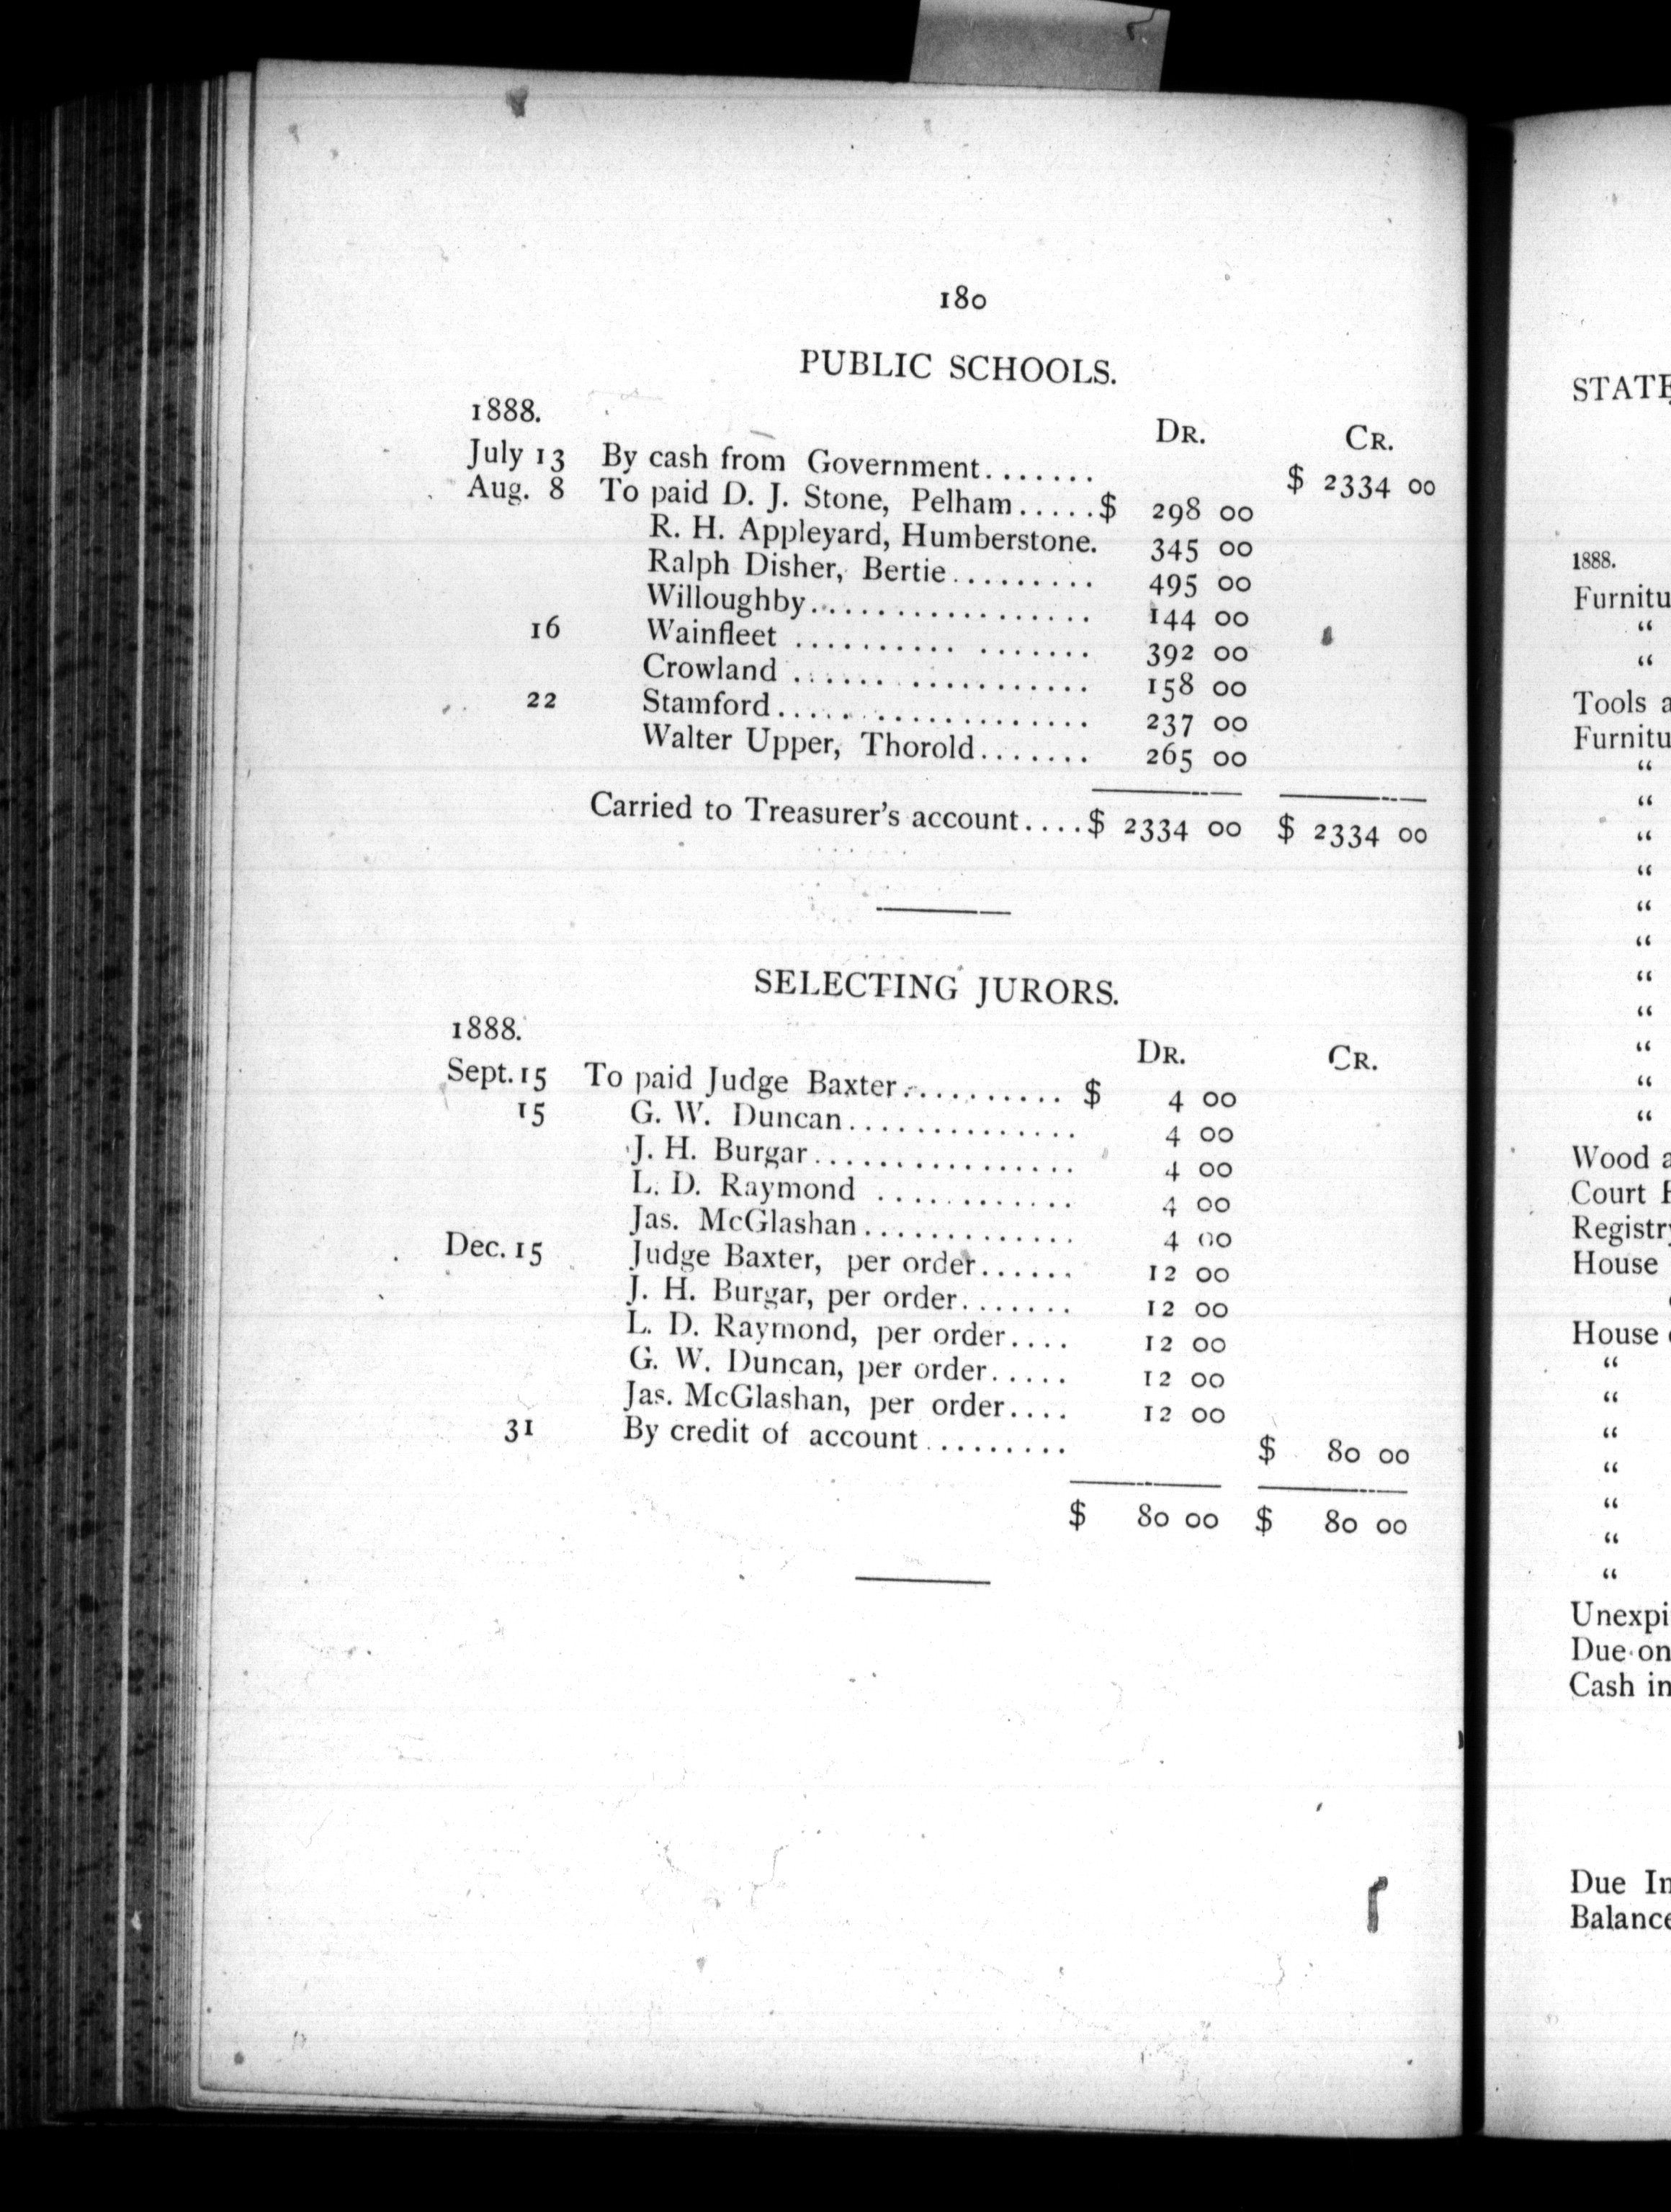 180
PUBLIC SCHOOLS.
1888.
DR. CR.
July 13 By cash from Government....... $ 2334 00
Aug. 8 To paid D. J. Stone, Pelham.....$ 298 00
R. H. Appleyard, Humberstone. 345 00
Ralph Disher, Bertie......... 495 00
Willoughby................. 144 00
16 Wainfleet .......... ....... 392 00
Crowland .................. 158 00
22 Stamford.................... 237 00
Walter Upper, Thorold....... 265 00
Carried to Treasurer's account....$ 2334 00 $ 2334 00
SELECTING JURORS.
1888.
DR. CR.
Sept. 15 To paid Judge Baxter........... $ 4 00
15 G. W. Duncan.............. 4 00
J. H. Burgar................ 4 00
L. D. Raymond ............ 4 00
Jas. McGlashan............. 4 00
Dec. 15 Judge Baxter, per order...... 12 00
J. H. Burgar, per order....... 12 00
L. D. Raymond, per order.... 12 00
G. W. Duncan, per order..... 12 00
Jas. McGlashan, per order.... 12 00
31 By credit of account......... $ 80 00
$ 80 00 $ 80 00
STATE
1888.
Furnitu
“
“
Tools a
Furnitu
“
“
“
“
“
“
“
“
“
“
“
Wood a
Court
Registry
House
House
“
“
“
“
“
“
“
Unexpi
Due on
Cash in
Due In
Balance